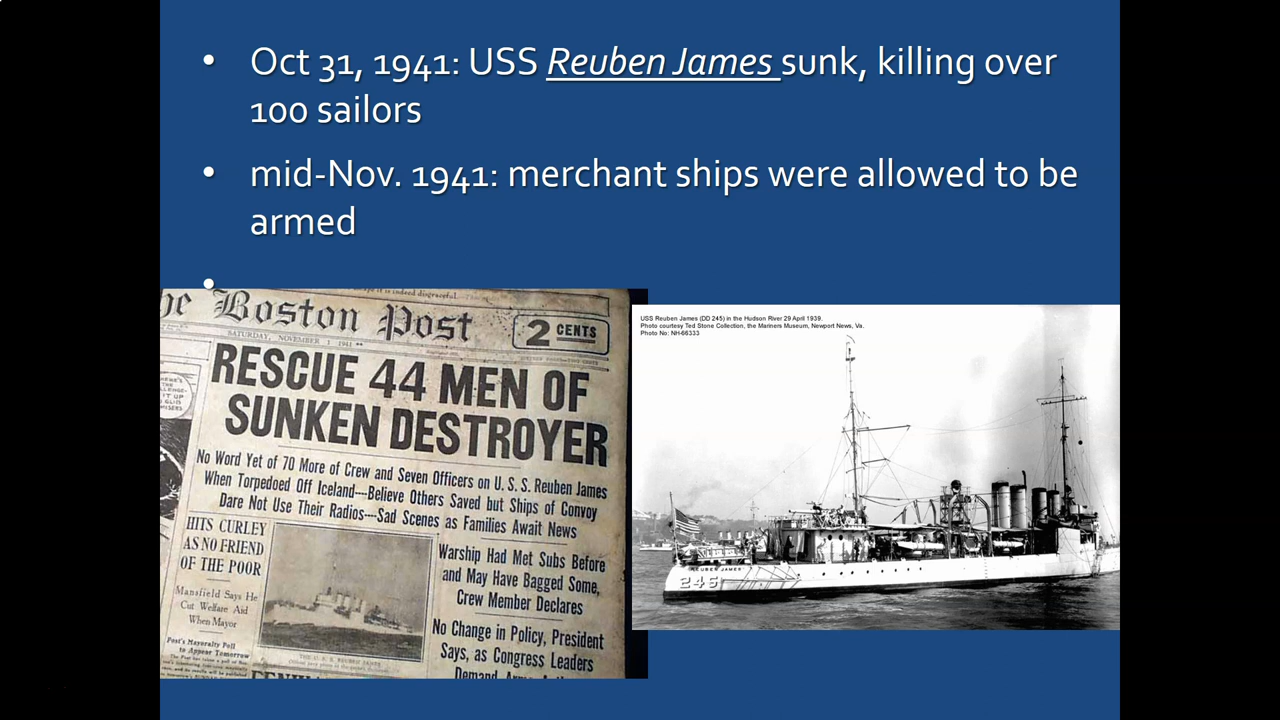 • Oct 31, 1941: USS Reuben James sunk, killing over
100 sailors
• mid-Nov. 1941: merchant ships were allowed to be
armed
•
is indeed disgraceful.
Boston Post
2 CENTS
SATURDAY, NOVEMBER 1 1941
RESCUE 44 MEN OF
SUNKEN DESTROYER
No Word Yet of 70 More of Crew and Seven Officers on U. S. S. Reuben James
When Torpedoed Off Iceland---Believe Others Saved but Ships of Convoy
Dare Not Use Their Radios---Sad Scenes as Families Await News
HITS CURLEY
AS NO FRIEND
OF THE POOR
Mansfield Says He
Cut Welfare Aid
When Mayor
Post's Mayoralty Poll
to Appear Tomorrow
Warship Had Met Subs Before
and May Have Bagged Some,
Crew Member Declares
No Change in Policy, President
Says, as Congress Leaders
Demand
THE U. S. S. REUBEN JAMES
USS Reuben James (DD 245) in the Hudson River 29 April 1939.
Photo courtesy Ted Stone Collection, the Mariners Museum, Newport News, Va.
Photo No: NH-66333
REUBEN JAMES
245